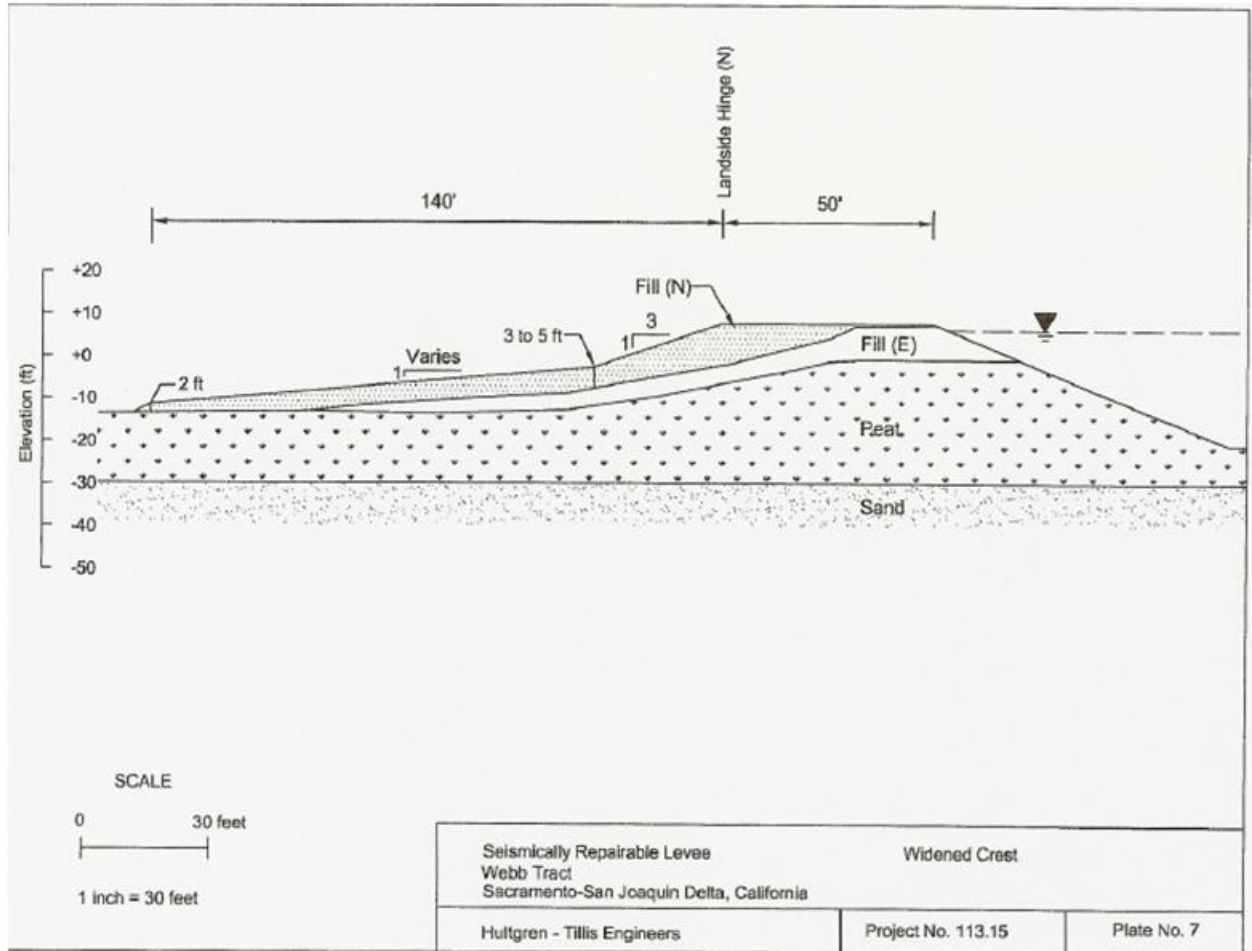 Landside Hinge (N)
140'
50'
+20
+10
+0
-10
-20
-30
-40
-50
Elevation (ft)
Fill (N)
3
1
3 to 5 ft
Varies
1
2 ft
Fill (E)
Peat
Sand
SCALE
0 30 feet
1 inch = 30 feet
Seismically Repairable Levee
Webb Tract
Sacramento-San Joaquin Delta, California
Widened Crest
Hultgren - Tillis Engineers
Project No. 113.15
Plate No. 7